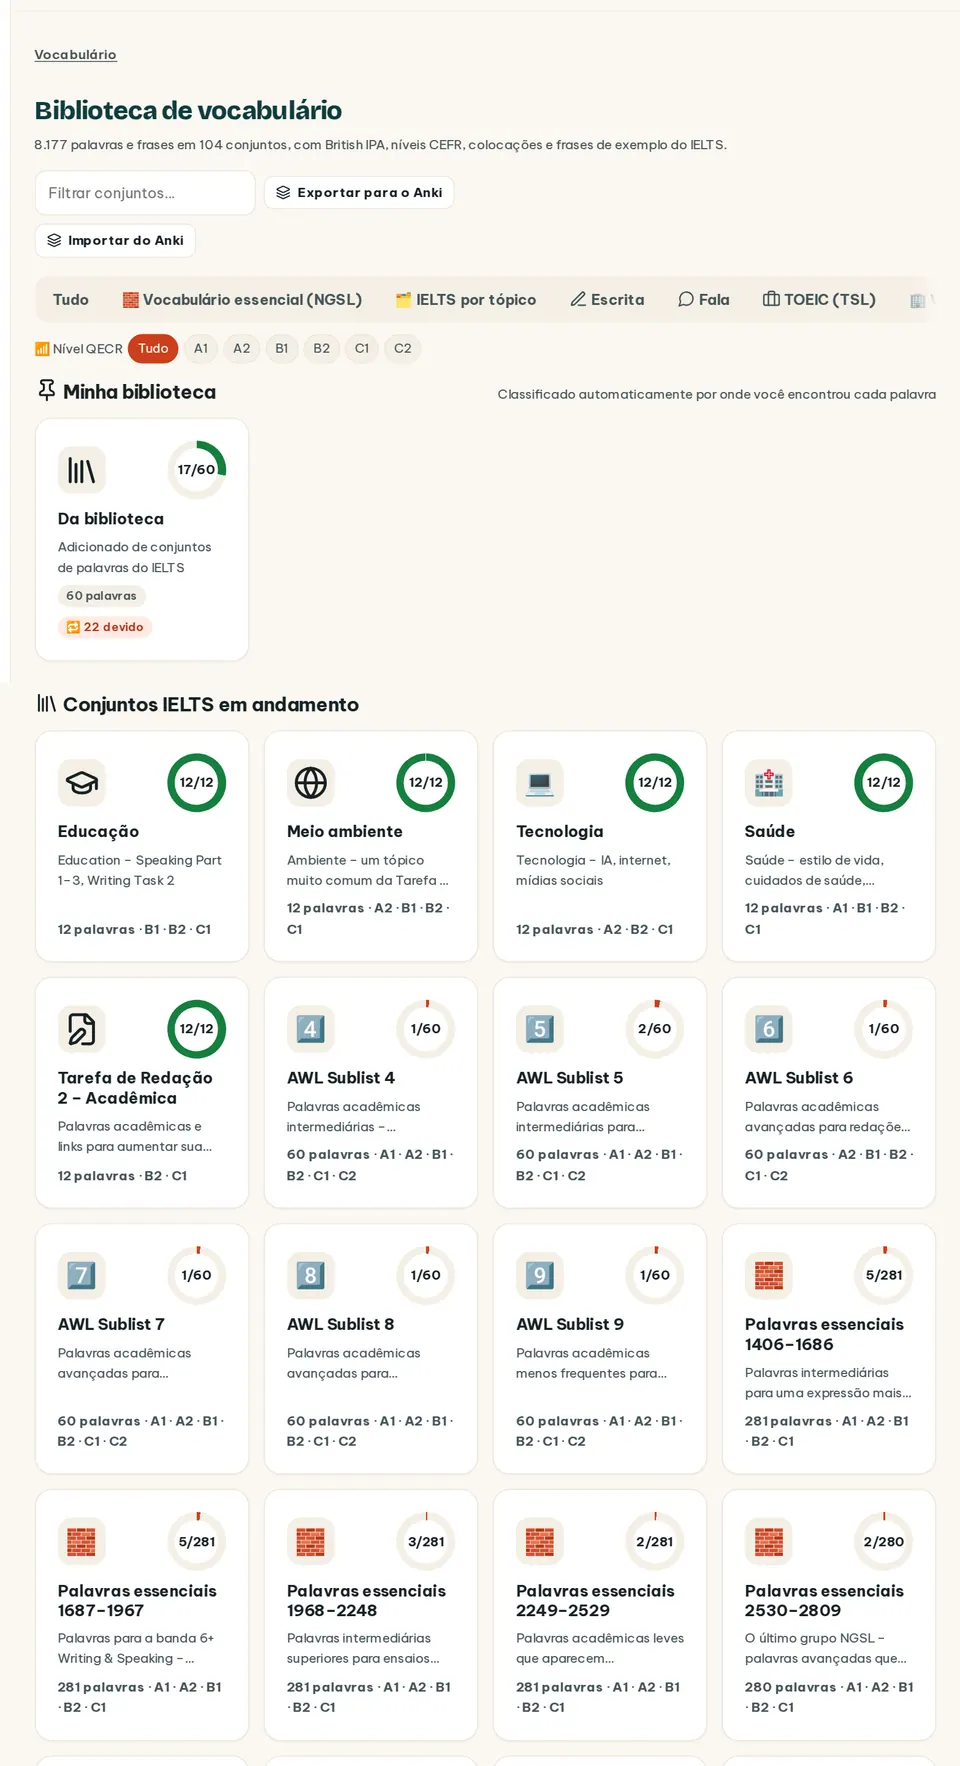 Vocabulário
Biblioteca de vocabulário
8.177 palavras e frases em 104 conjuntos, com British IPA, níveis CEFR, colocações e frases de exemplo do IELTS.
Filtrar conjuntos...
Exportar para o Anki
Importar do Anki
Tudo
Vocabulário essencial (NGSL)
IELTS por tópico
Escrita
Fala
TOEIC (TSL)
Nível QECR
Tudo
A1
A2
B1
B2
C1
C2
Minha biblioteca
Classificado automaticamente por onde você encontrou cada palavra
17/60
Da biblioteca
Adicionado de conjuntos
de palavras do IELTS
60 palavras
22 devido
Conjuntos IELTS em andamento
12/12
Educação
Education – Speaking Part
1–3, Writing Task 2
12 palavras · B1 · B2 · C1
12/12
Meio ambiente
Ambiente – um tópico
muito comum da Tarefa ...
12 palavras · A2 · B1 · B2 ·
C1
12/12
Tecnologia
Tecnologia – IA, internet,
mídias sociais
12 palavras · A2 · B2 · C1
12/12
Saúde
Saúde – estilo de vida,
cuidados de saúde,...
12 palavras · A1 · B1 · B2 ·
C1
12/12
Tarefa de Redação
2 – Acadêmica
Palavras acadêmicas e
links para aumentar sua...
12 palavras · B2 · C1
4
1/60
AWL Sublist 4
Palavras acadêmicas
intermediárias –...
60 palavras · A1 · A2 · B1 ·
B2 · C1 · C2
5
2/60
AWL Sublist 5
Palavras acadêmicas
intermediárias para...
60 palavras · A1 · A2 · B1 ·
B2 · C1 · C2
6
1/60
AWL Sublist 6
Palavras acadêmicas
avançadas para redaçõe...
60 palavras · A2 · B1 · B2 ·
C1 · C2
7
1/60
AWL Sublist 7
Palavras acadêmicas
avançadas para...
60 palavras · A1 · A2 · B1 ·
B2 · C1 · C2
8
1/60
AWL Sublist 8
Palavras acadêmicas
avançadas para...
60 palavras · A1 · A2 · B1 ·
B2 · C1 · C2
9
1/60
AWL Sublist 9
Palavras acadêmicas
menos frequentes para...
60 palavras · A1 · A2 · B1 ·
B2 · C1 · C2
5/281
Palavras essenciais
1406–1686
Palavras intermediárias
para uma expressão mais...
281 palavras · A1 · A2 · B1
· B2 · C1
5/281
Palavras essenciais
1687–1967
Palavras para a banda 6+
Writing & Speaking –...
281 palavras · A1 · A2 · B1
· B2 · C1
3/281
Palavras essenciais
1968–2248
Palavras intermediárias
superiores para ensaios...
281 palavras · A1 · A2 · B1
· B2 · C1
2/281
Palavras essenciais
2249–2529
Palavras acadêmicas leves
que aparecem...
281 palavras · A1 · A2 · B1
· B2 · C1
2/280
Palavras essenciais
2530–2809
O último grupo NGSL –
palavras avançadas que...
280 palavras · A1 · A2 · B1
· B2 · C1